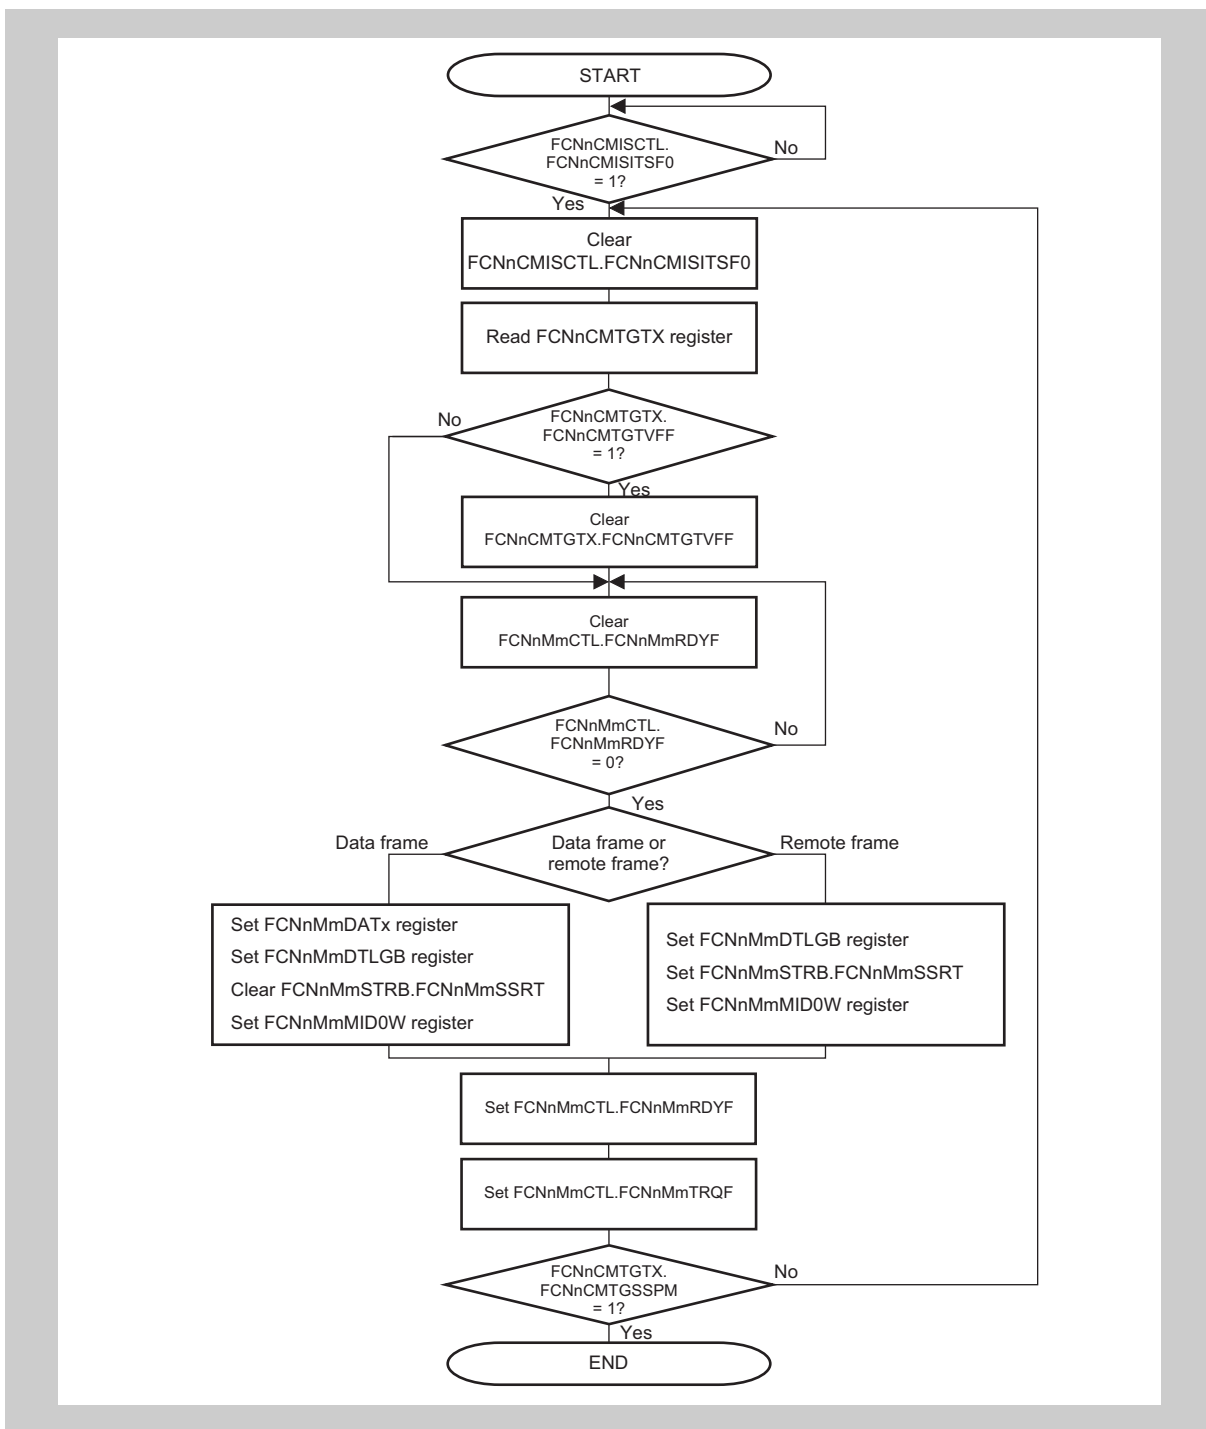 START
FCNnCMISCTL.
FCNnCMISITSF0
= 1?
No
Yes
Clear
FCNnCMISCTL.FCNnCMISITSF0
Read FCNnCMTGTX register
No
FCNnCMTGTX.
FCNnCMTGTVFF
= 1?
Yes
Clear
FCNnCMTGTX.FCNnCMTGTVFF
Clear
FCNnMmCTL.FCNnMmRDYF
FCNnMmCTL.
FCNnMmRDYF
= 0?
No
Yes
Data frame
Data frame or
remote frame?
Remote frame
Set FCNnMmDATx register
Set FCNnMmDTLGB register
Clear FCNnMmSTRB.FCNnMmSSRT
Set FCNnMmMID0W register
Set FCNnMmDTLGB register
Set FCNnMmSTRB.FCNnMmSSRT
Set FCNnMmMID0W register
Set FCNnMmCTL.FCNnMmRDYF
Set FCNnMmCTL.FCNnMmTRQF
FCNnCMTGTX.
FCNnCMTGSSPM
= 1?
No
Yes
END